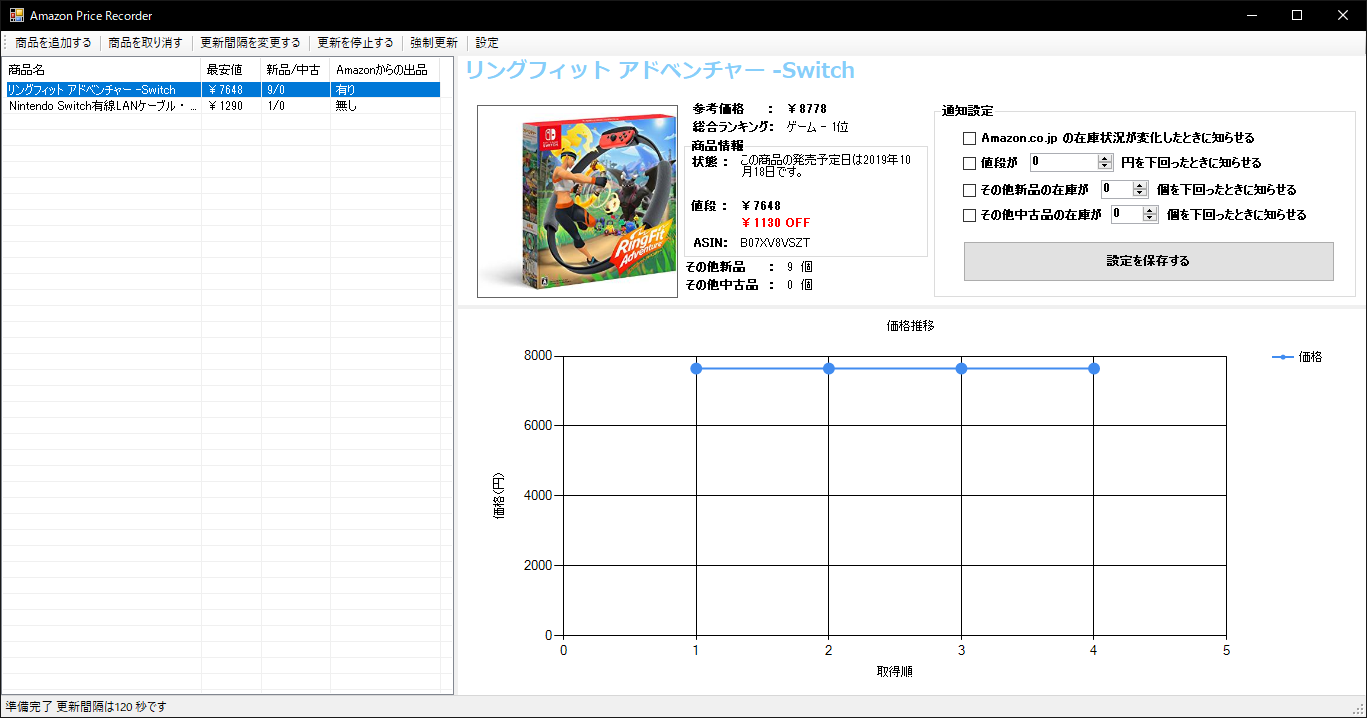 Amazon Price Recorder
商品を追加する 商品を取り消す 更新間隔を変更する 更新を停止する 強制更新 設定
商品名 最安値 新品/中古 Amazonからの出品
リングフィット アドベンチャー -Switch ￥7648 9/0 有り
Nintendo Switch有線LANケーブル・ ... ￥1290 1/0 無し
リングフィット アドベンチャー -Switch
NINTENDO SWITCH
RingFit Adventure
参考価格 ： ￥8778
総合ランキング: ゲーム - 1位
商品情報
状態 : この商品の発売予定日は2019年10
月18日です。
値段 : ￥7648
￥1130 OFF
ASIN: B07XV8VSZT
その他新品 : 9 個
その他中古品 : 0 個
通知設定
Amazon.co.jp の在庫状況が変化したときに知らせる
値段が 0 円を下回ったときに知らせる
その他新品の在庫が 0 個を下回ったときに知らせる
その他中古品の在庫が 0 個を下回ったときに知らせる
設定を保存する
価格推移
価格
価格(円)
8000
6000
4000
2000
0
0 1 2 3 4 5
取得順
準備完了 更新間隔は120 秒です